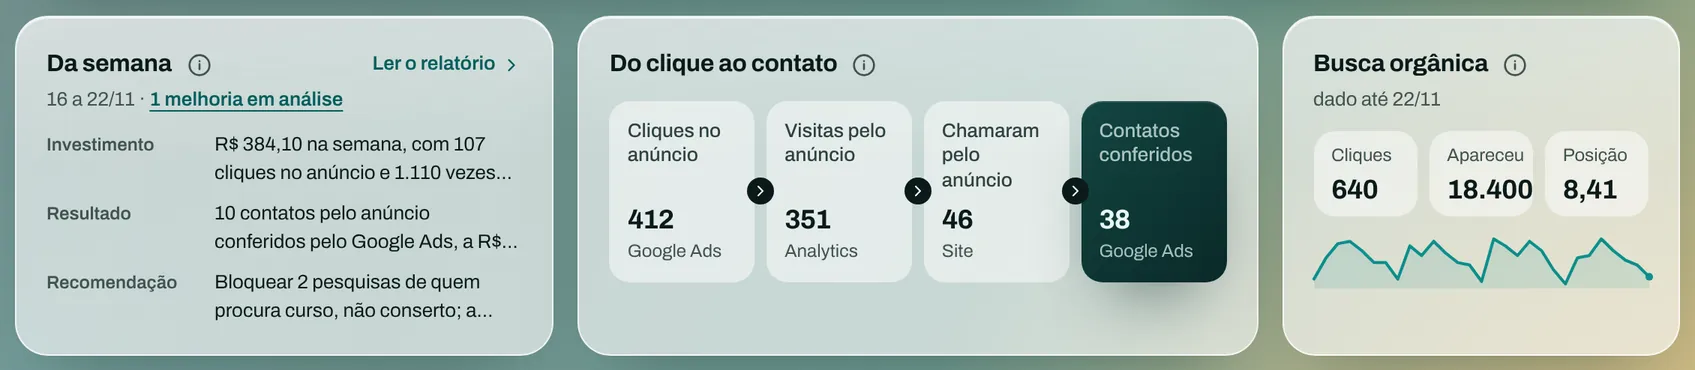 Da semana
Ler o relatório
16 a 22/11 · 1 melhoria em análise
Investimento
R$ 384,10 na semana, com 107
cliques no anúncio e 1.110 vezes...
Resultado
10 contatos pelo anúncio
conferidos pelo Google Ads, a R$...
Recomendação
Bloquear 2 pesquisas de quem
procura curso, não conserto; a...
Do clique ao contato
Cliques no
anúncio
412
Google Ads
Visitas pelo
anúncio
351
Analytics
Chamaram
pelo
anúncio
46
Site
Contatos
conferidos
38
Google Ads
Busca orgânica
dado até 22/11
Cliques
640
Apareceu
18.400
Posição
8,41